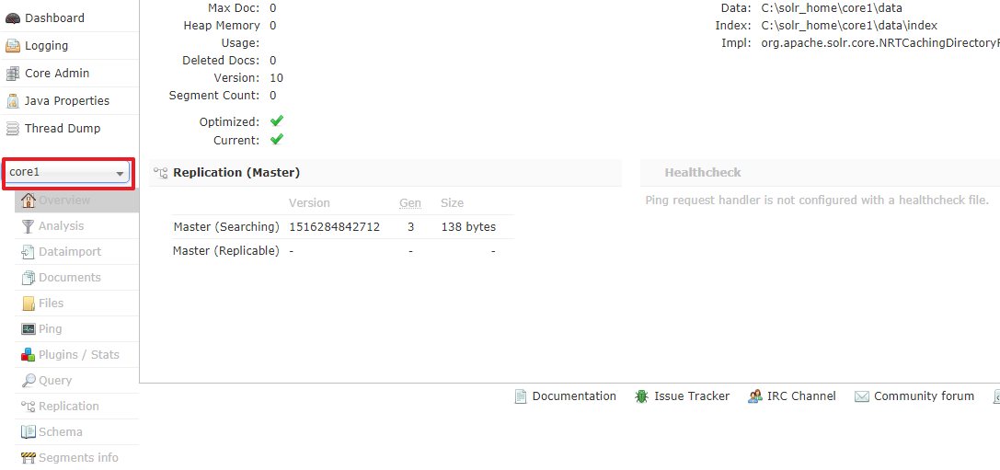 Dashboard
Logging
Core Admin
Java Properties
Thread Dump
core1
Overview
Analysis
Dataimport
Documents
Files
Ping
Plugins / Stats
Query
Replication
Schema
Segments info
Max Doc: 0
Heap Memory 0
Usage:
Deleted Docs: 0
Version: 10
Segment Count: 0
Optimized:
Current:
Data: C:\solr_home\core1\data
Index: C:\solr_home\core1\data\index
Impl: org.apache.solr.core.NRTCachingDirectoryF
Replication (Master)
Version Gen Size
Master (Searching) 1516284842712 3 138 bytes
Master (Replicable) - - -
Healthcheck
Ping request handler is not configured with a healthcheck file.
Documentation Issue Tracker IRC Channel Community forum